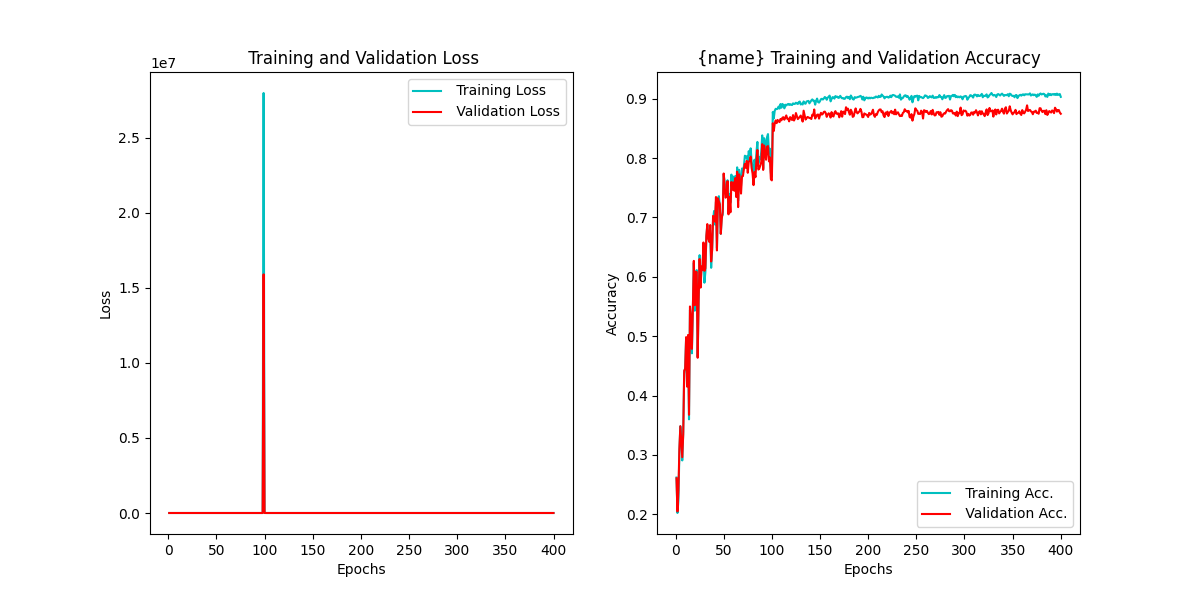 Training and Validation Loss
1e7
Training Loss
Validation Loss
2.5
2.0
1.5
1.0
0.5
0.0
Loss
0 50 100 150 200 250 300 350 400
Epochs
{name} Training and Validation Accuracy
0.9
0.8
0.7
0.6
0.5
0.4
0.3
0.2
Accuracy
Training Acc.
Validation Acc.
0 50 100 150 200 250 300 350 400
Epochs